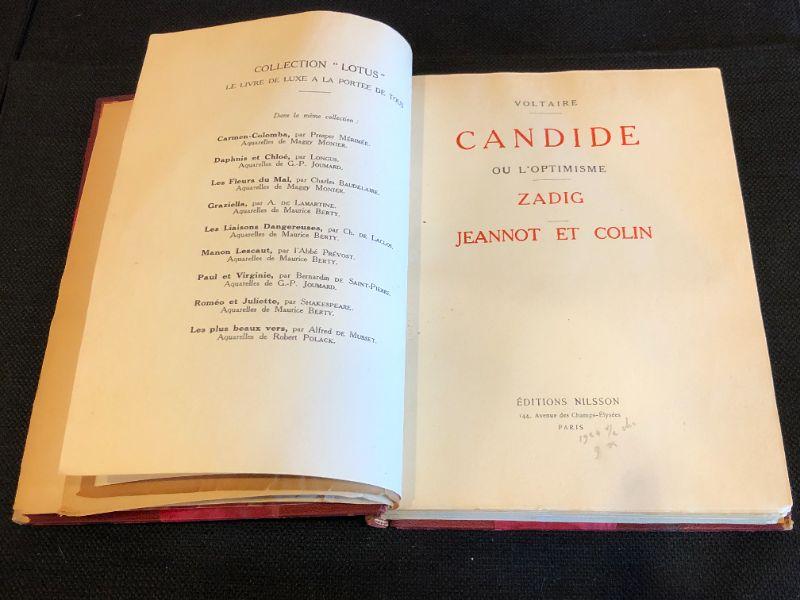 COLLECTION "LOTUS"
LE LIVRE DE LUXE A LA PORTÉE DE TOUS
Dans la même collection :
Carmen-Colomba, par Prosper MÉRIMÉE.
Aquarelles de Maggy MONIER.
Daphnis et Chloé, par LONGUS.
Aquarelles de G.-P. JOUMARD.
Les Fleurs du Mal, par Charles BAUDELAIRE.
Aquarelles de Maggy MONIER.
Graziella, par A. DE LAMARTINE.
Aquarelles de Maurice BERTY.
Les Liaisons Dangereuses, par Ch. DE LACLOS.
Aquarelles de Maurice BERTY.
Manon Lescaut, par l'Abbé PRÉVOST.
Aquarelles de Maurice BERTY.
Paul et Virginie, par Bernardin DE SAINT-PIERRE.
Aquarelles de G.-P. JOUMARD.
Roméo et Juliette, par SHAKESPEARE.
Aquarelles de Maurice BERTY.
Les plus beaux vers, par Alfred DE MUSSET.
Aquarelles de Robert POLACK.
VOLTAIRE
CANDIDE
OU L'OPTIMISME
ZADIG
JEANNOT ET COLIN
ÉDITIONS NILSSON
144, Avenue des Champs-Elysées
PARIS